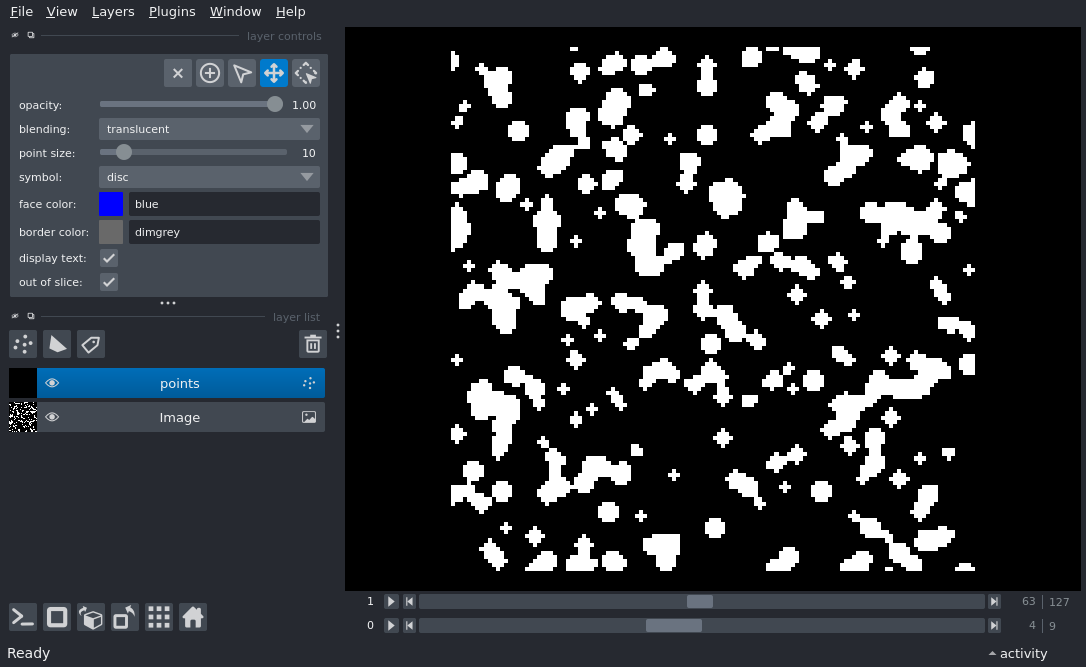 File View Layers Plugins Window Help
layer controls
opacity: 1.00
blending: translucent
point size: 10
symbol: disc
face color: blue
border color: dimgrey
display text:
out of slice:
layer list
points
Image
1 63 127
0 4 9
Ready activity